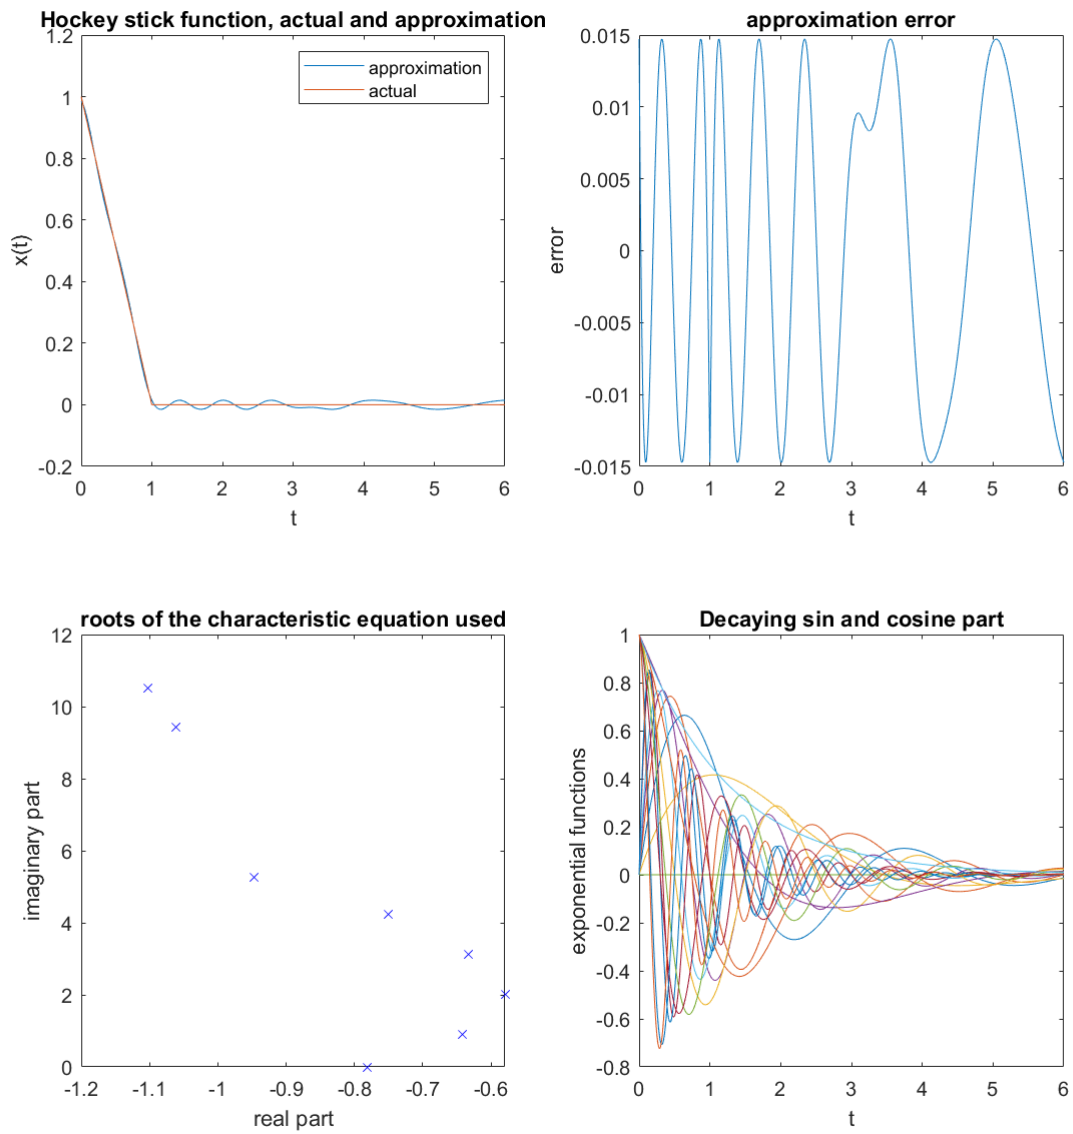 Hockey stick function, actual and approximation
1.2
1
0.8
0.6
0.4
0.2
0
-0.2
x(t)
approximation
actual
0 1 2 3 4 5 6
t
approximation error
0.015
0.01
0.005
0
-0.005
-0.01
-0.015
error
0 1 2 3 4 5 6
t
roots of the characteristic equation used
12
10
8
6
4
2
0
imaginary part
-1.2 -1.1 -1 -0.9 -0.8 -0.7 -0.6
real part
Decaying sin and cosine part
1
0.8
0.6
0.4
0.2
0
-0.2
-0.4
-0.6
-0.8
exponential functions
0 1 2 3 4 5 6
t